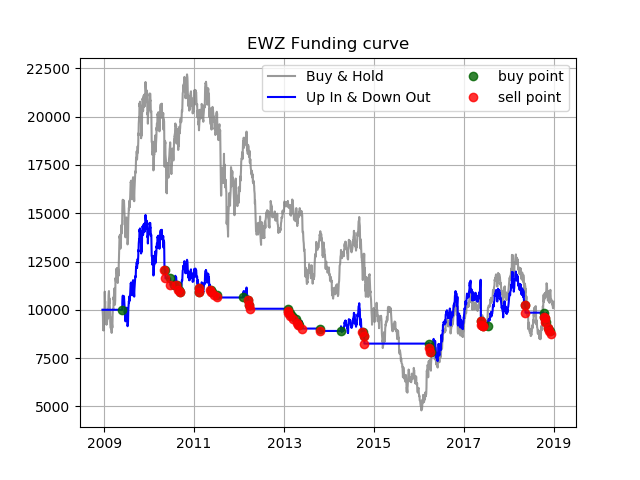 EWZ Funding curve
22500
20000
17500
15000
12500
10000
7500
5000
Buy & Hold
Up In & Down Out
buy point
sell point
2009 2011 2013 2015 2017 2019